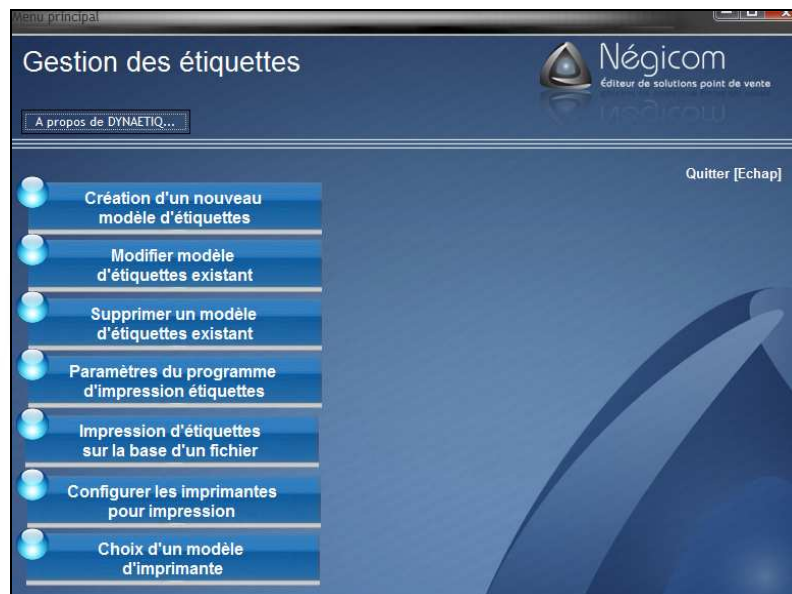 Menu principal
Gestion des étiquettes
Négicom
Éditeur de solutions point de vente
A propos de DYNAETIQ...
Quitter [Echap]
Création d'un nouveau
modèle d'étiquettes
Modifier modèle
d'étiquettes existant
Supprimer un modèle
d'étiquettes existant
Paramètres du programme
d'impression étiquettes
Impression d'étiquettes
sur la base d'un fichier
Configurer les imprimantes
pour impression
Choix d'un modèle
d'imprimante